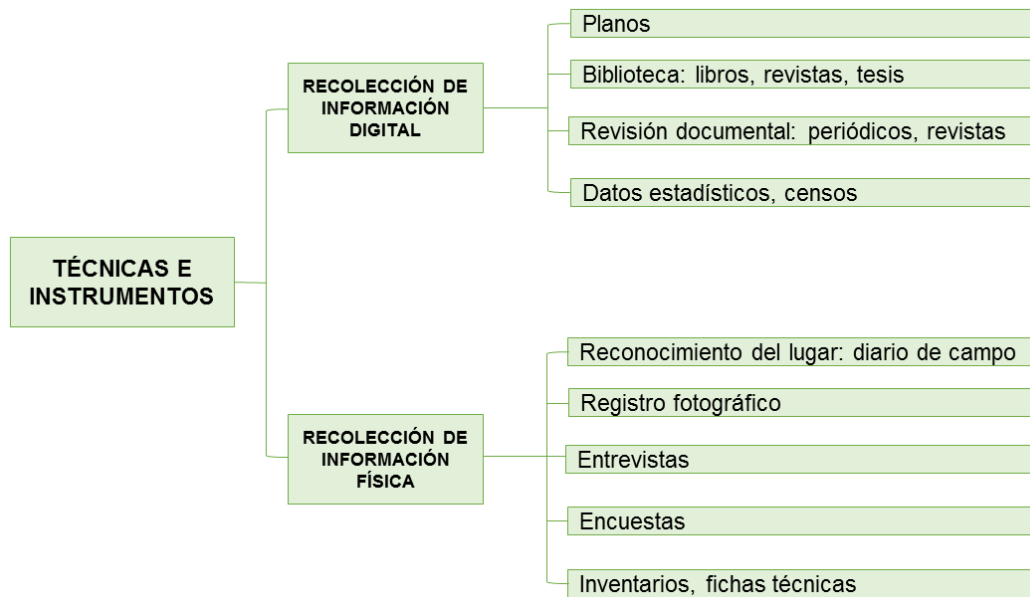 TÉCNICAS E
INSTRUMENTOS
RECOLECCIÓN DE
INFORMACIÓN
DIGITAL
Planos
Biblioteca: libros, revistas, tesis
Revisión documental: periódicos, revistas
Datos estadísticos, censos
RECOLECCIÓN DE
INFORMACIÓN
FÍSICA
Reconocimiento del lugar: diario de campo
Registro fotográfico
Entrevistas
Encuestas
Inventarios, fichas técnicas